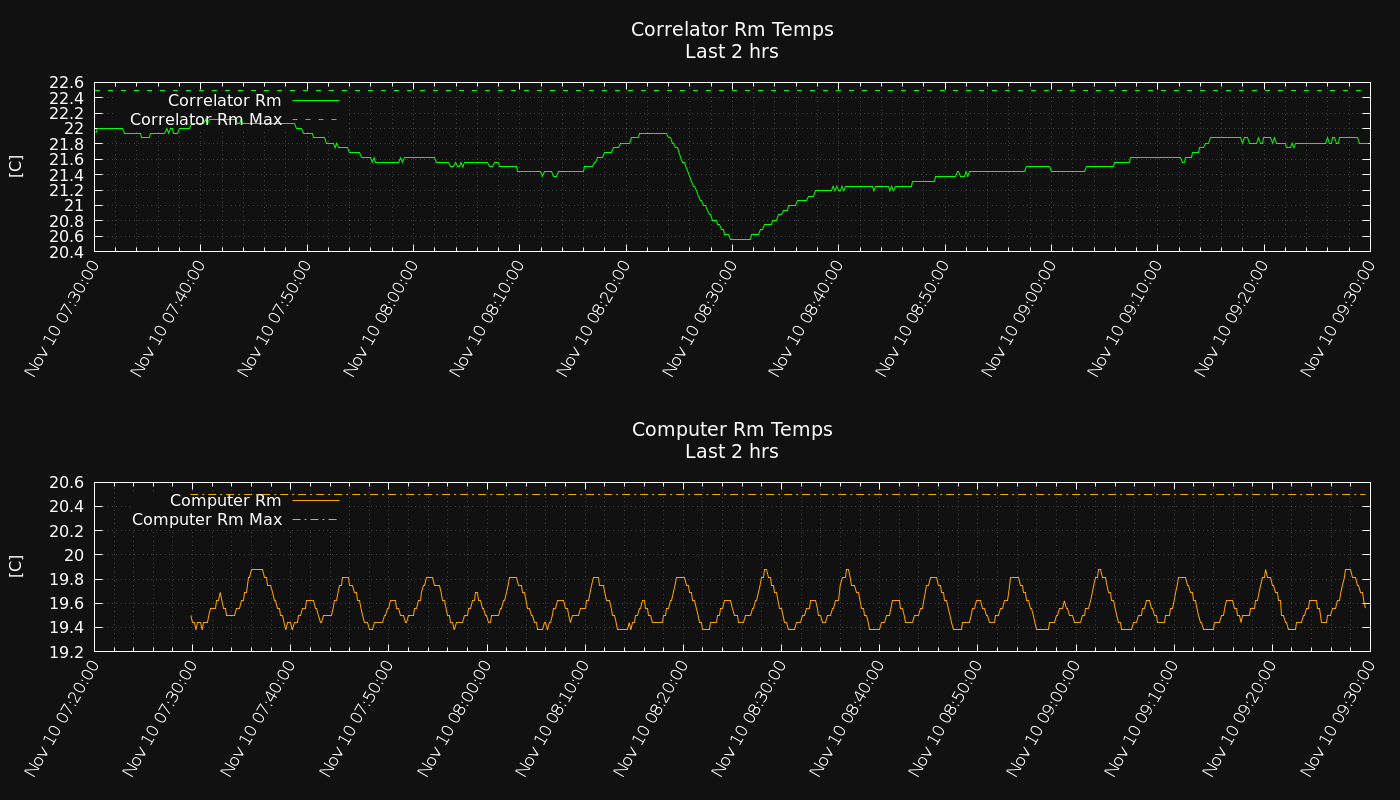 Correlator Rm Temps
Last 2 hrs
22.6
22.4
22.2
22
21.8
21.6
21.4
21.2
21
20.8
20.6
20.4
[C]
Correlator Rm
Correlator Rm Max
Nov 10 07:30:00
Nov 10 07:40:00
Nov 10 07:50:00
Nov 10 08:00:00
Nov 10 08:10:00
Nov 10 08:20:00
Nov 10 08:30:00
Nov 10 08:40:00
Nov 10 08:50:00
Nov 10 09:00:00
Nov 10 09:10:00
Nov 10 09:20:00
Nov 10 09:30:00
Computer Rm Temps
Last 2 hrs
20.6
20.4
20.2
20
19.8
19.6
19.4
19.2
[C]
Computer Rm
Computer Rm Max
Nov 10 07:20:00
Nov 10 07:30:00
Nov 10 07:40:00
Nov 10 07:50:00
Nov 10 08:00:00
Nov 10 08:10:00
Nov 10 08:20:00
Nov 10 08:30:00
Nov 10 08:40:00
Nov 10 08:50:00
Nov 10 09:00:00
Nov 10 09:10:00
Nov 10 09:20:00
Nov 10 09:30:00